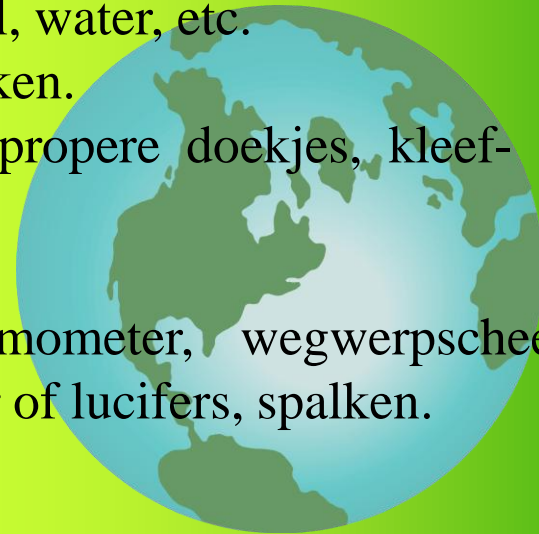 l, water, etc.
ken.
propere doekjes, kleef-
mometer, wegwerpschee
of lucifers, spalken.